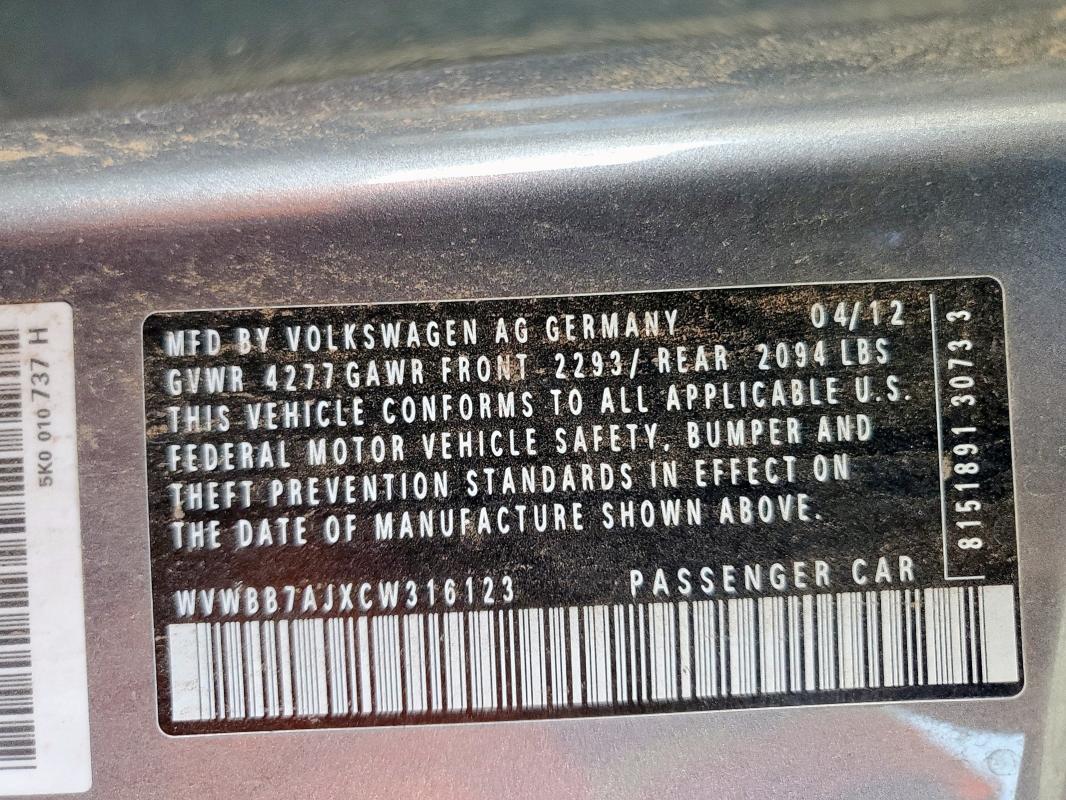 MFD BY VOLKSWAGEN AG GERMANY 04/12
GVWR 4277 GAWR FRONT 2293/ REAR 2094 LBS
THIS VEHICLE CONFORMS TO ALL APPLICABLE U.S.
FEDERAL MOTOR VEHICLE SAFETY, BUMPER AND
THEFT PREVENTION STANDARDS IN EFFECT ON
THE DATE OF MANUFACTURE SHOWN ABOVE.
WVWBB7AJXCW316123 PASSENGER CAR
8151891 3073 3
5K0 010 737 H